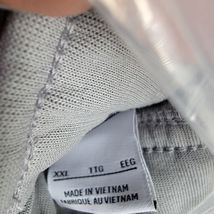 XXL TTG EEG
MADE IN VIETNAM
FABRIQUE AU VIETNAM